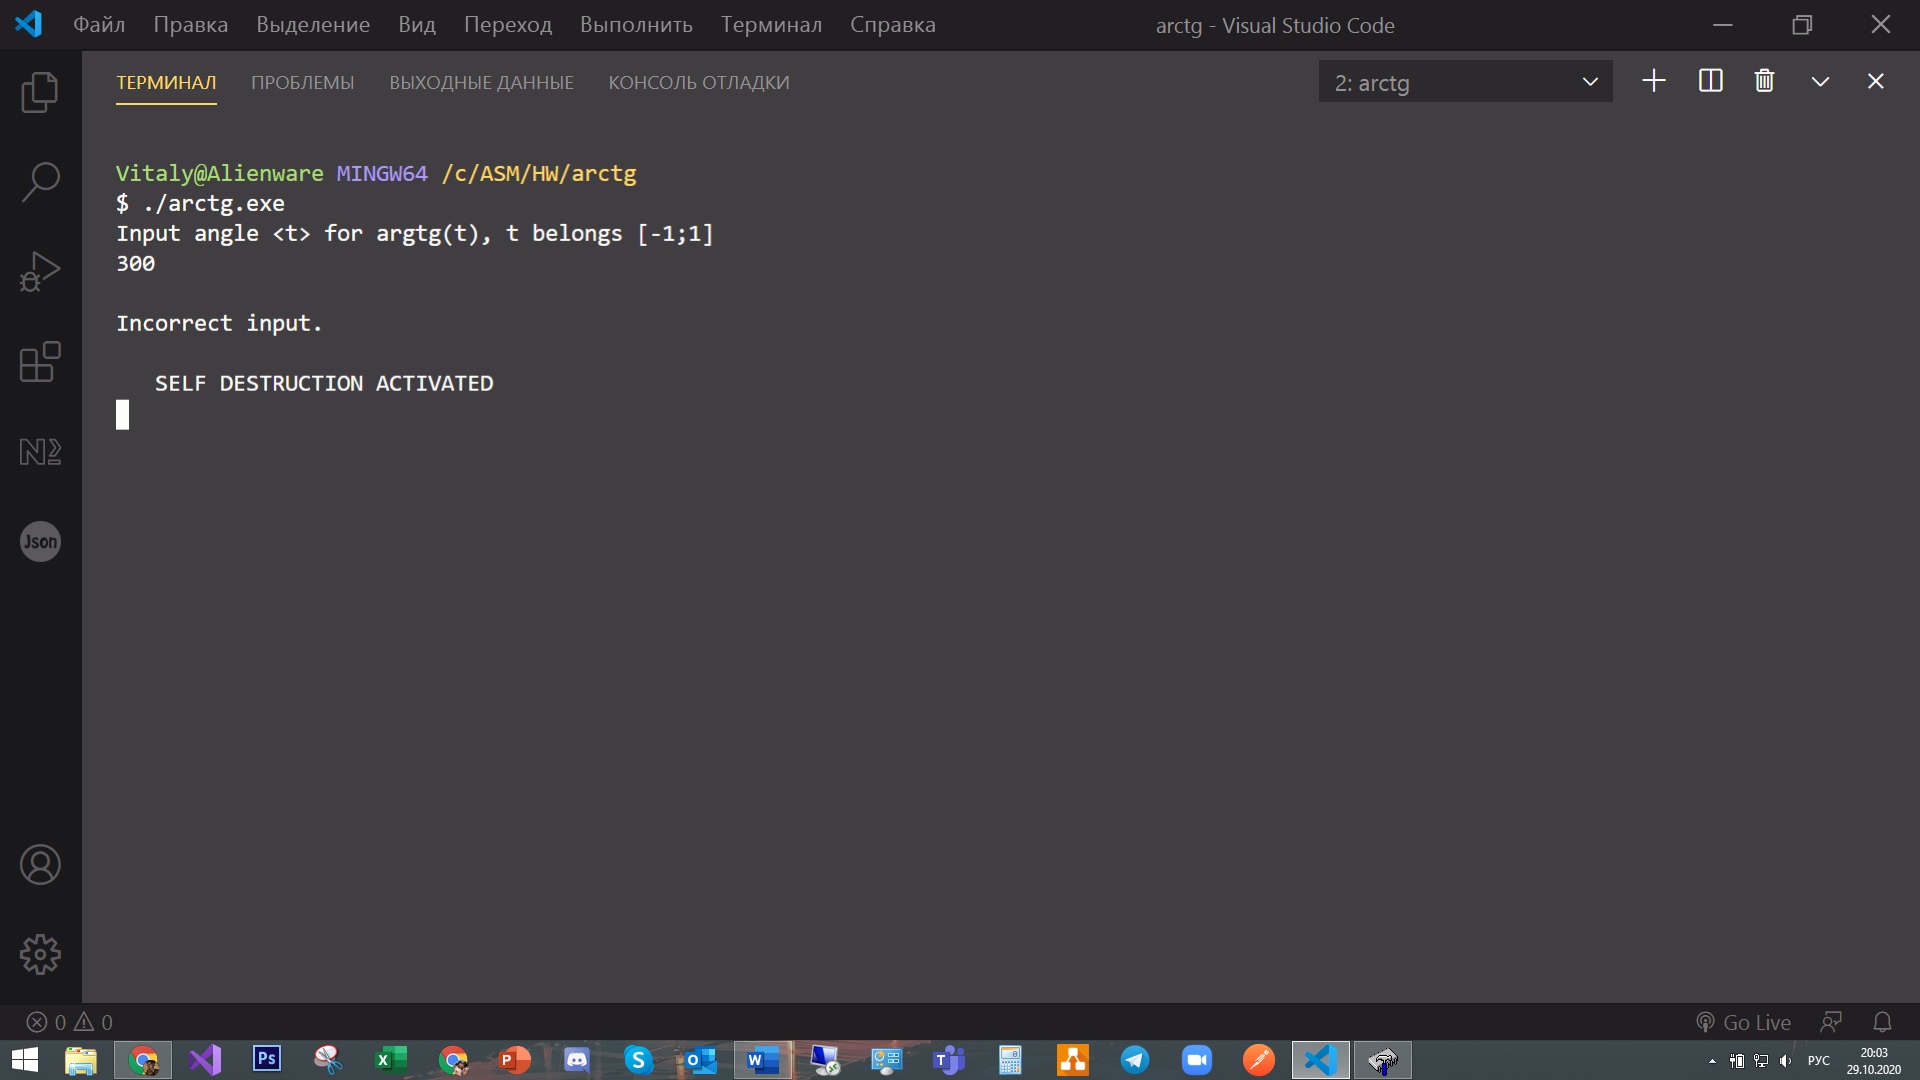 Файл Правка Выделение Вид Переход Выполнить Терминал Справка arctg - Visual Studio Code
ТЕРМИНАЛ ПРОБЛЕМЫ ВЫХОДНЫЕ ДАННЫЕ КОНСОЛЬ ОТЛАДКИ 2: arctg
Vitaly@Alienware MINGW64 /c/ASM/HW/arctg
$ ./arctg.exe
Input angle <t> for argtg(t), t belongs [-1;1]
300
Incorrect input.
SELF DESTRUCTION ACTIVATED
Json
0 0 Go Live
Ps X P S O W T РУС 20:03
29.10.2020